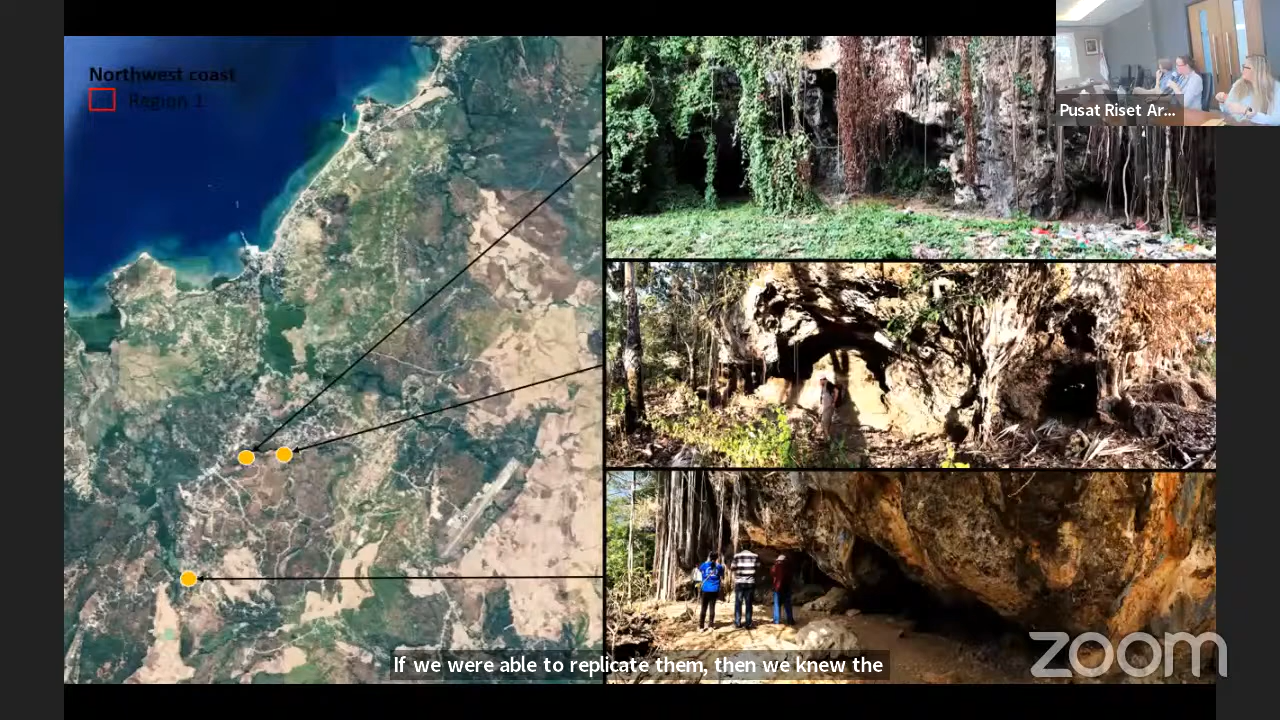 Northwest coast
Region 1
Pusat Riset Ar...
If we were able to replicate them, then we knew the
zoom